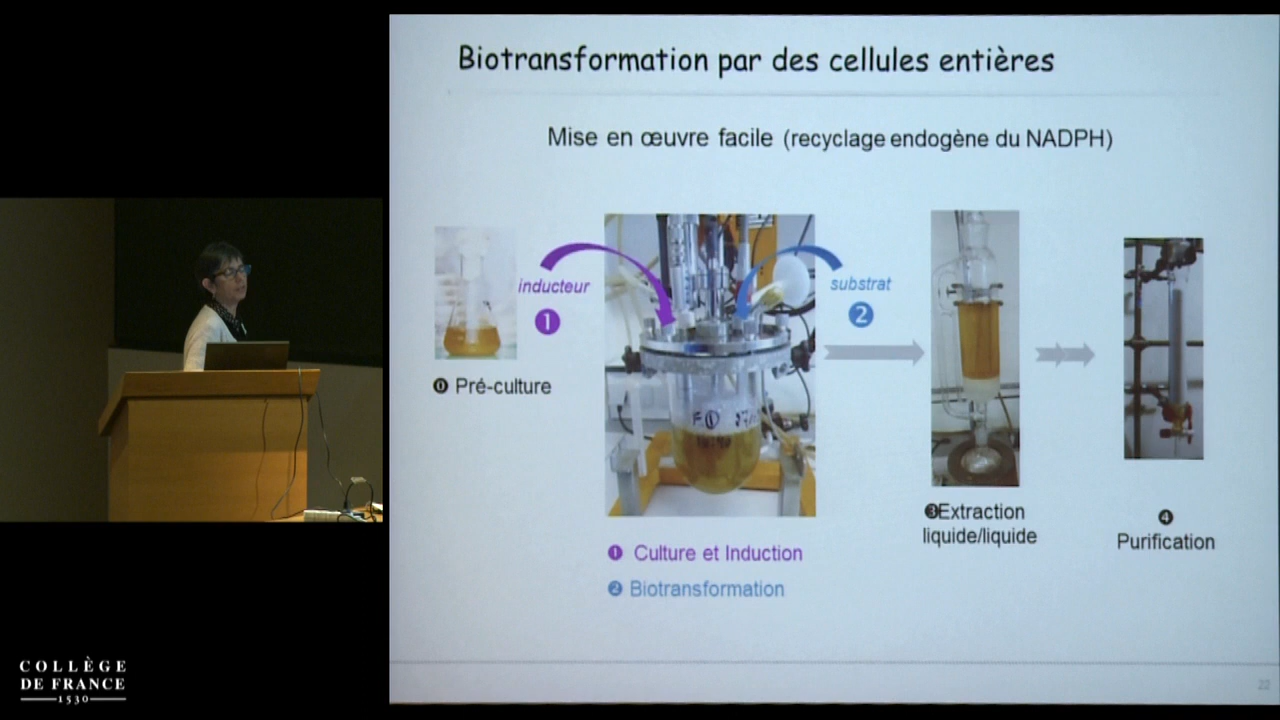 Biotransformation par des cellules entières
Mise en œuvre facile (recyclage endogène du NADPH)
inducteur
❶
substrat
❷
⓿ Pré-culture
❸Extraction
liquide/liquide
❹
Purification
❶ Culture et Induction
❷ Biotransformation
22
COLLÈGE
DE FRANCE
1530